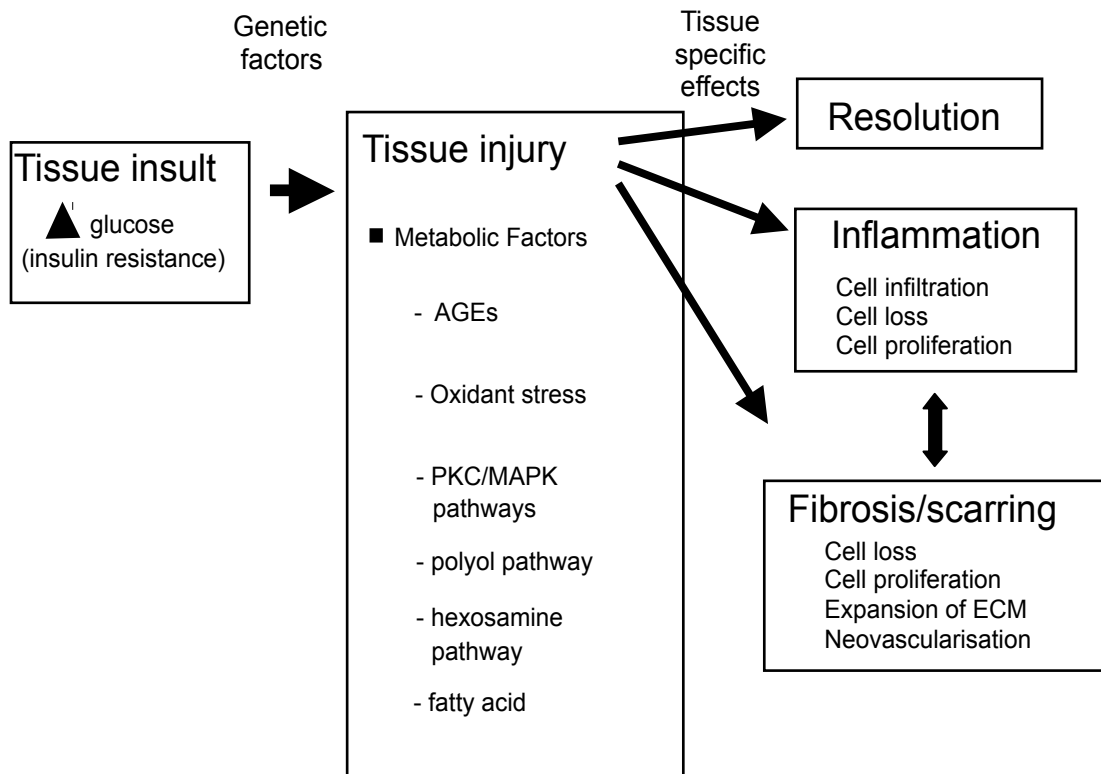 Genetic
factors
Tissue
specific
effects
Tissue insult
glucose
(insulin resistance)
Tissue injury
■ Metabolic Factors
- AGEs
- Oxidant stress
- PKC/MAPK
pathways
- polyol pathway
- hexosamine
pathway
- fatty acid
Resolution
Inflammation
Cell infiltration
Cell loss
Cell proliferation
Fibrosis/scarring
Cell loss
Cell proliferation
Expansion of ECM
Neovascularisation